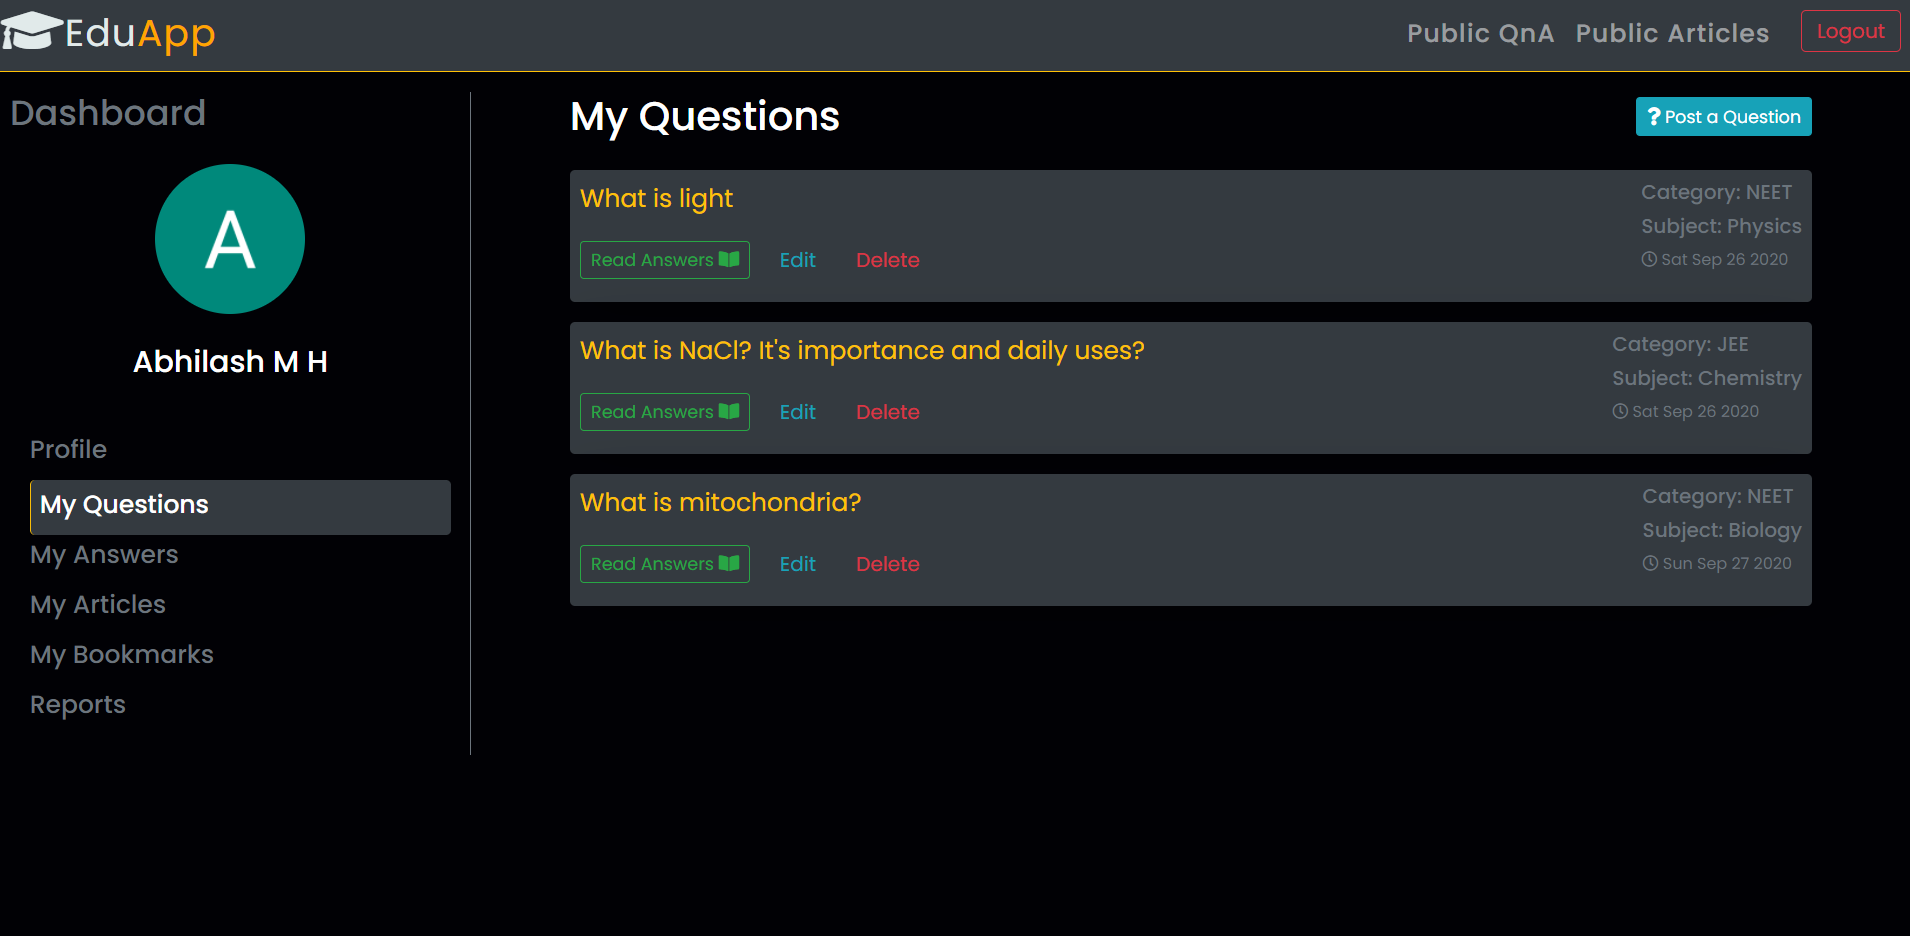 EduApp
Public QnA Public Articles Logout
Dashboard
A
Abhilash M H
Profile
My Questions
My Answers
My Articles
My Bookmarks
Reports
My Questions
? Post a Question
What is light
Read Answers Edit Delete
Category: NEET
Subject: Physics
Sat Sep 26 2020
What is NaCl? It's importance and daily uses?
Read Answers Edit Delete
Category: JEE
Subject: Chemistry
Sat Sep 26 2020
What is mitochondria?
Read Answers Edit Delete
Category: NEET
Subject: Biology
Sun Sep 27 2020